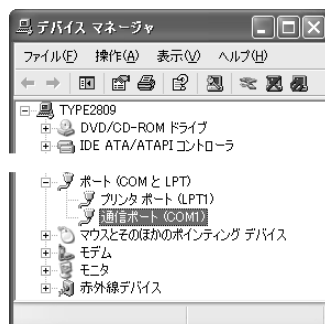 デバイス マネージャ
ファイル(F) 操作(A) 表示(V) ヘルプ(H)
TYPE2809
DVD/CD-ROM ドライブ
IDE ATA/ATAPI コントローラ
ポート (COM と LPT)
プリンタ ポート (LPT1)
通信ポート (COM1)
マウスとそのほかのポインティング デバイス
モデム
モニタ
赤外線デバイス